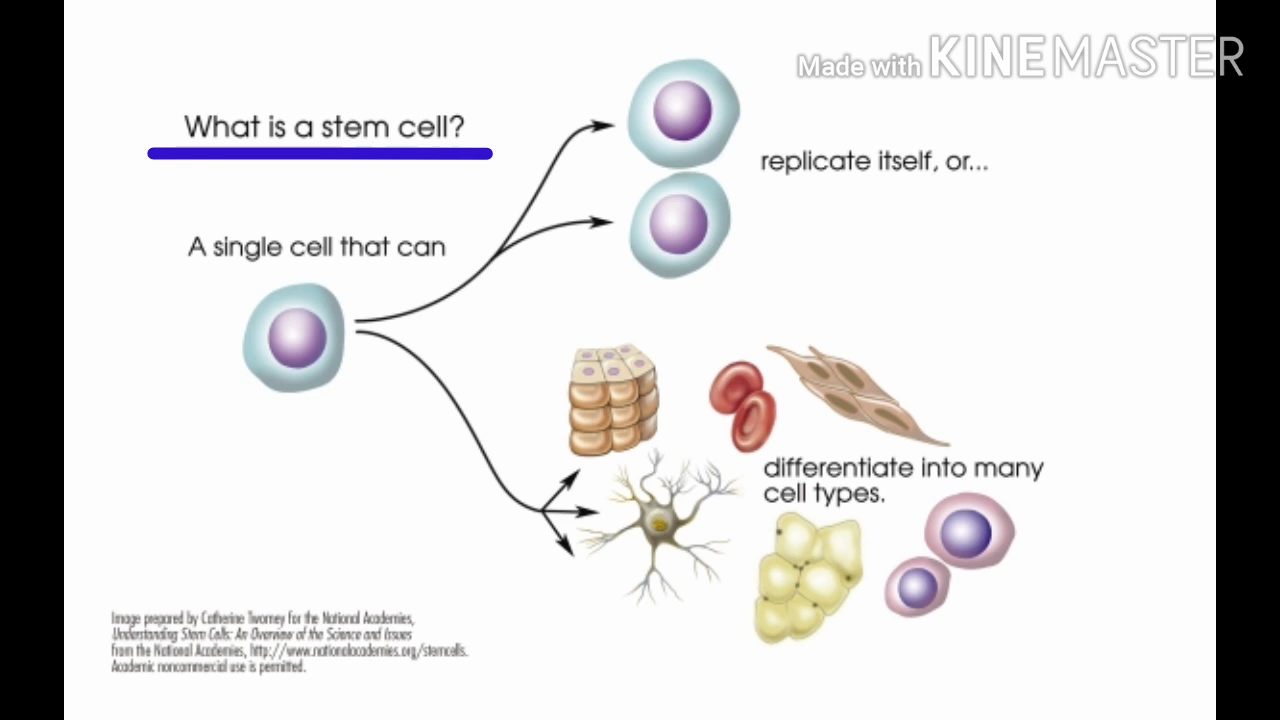 Made with KINEMASTER
What is a stem cell?
replicate itself, or...
A single cell that can
differentiate into many
cell types.
Image prepared by Catherine Twomey for the National Academies,
Understanding Stem Cells: An Overview of the Science and Issues
from the National Academies, http://www.nationalacademies.org/stemcells.
Academic noncommercial use is permitted.